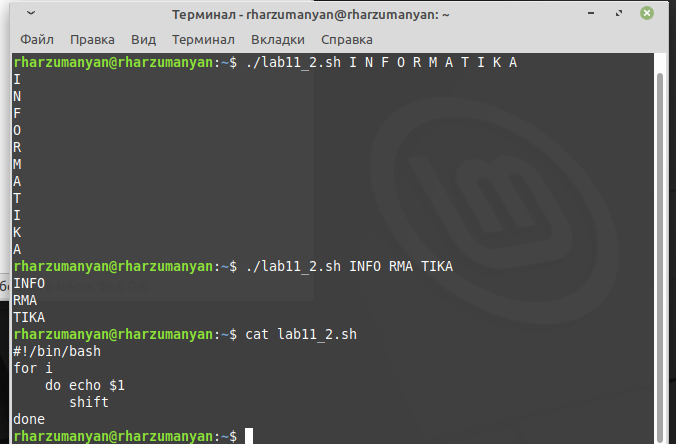 Терминал - rharzumanyan@rharzumanyan: ~
Файл Правка Вид Терминал Вкладки Справка
rharzumanyan@rharzumanyan:~$ ./lab11_2.sh I N F O R M A T I K A
I
N
F
O
R
M
A
T
I
K
A
rharzumanyan@rharzumanyan:~$ ./lab11_2.sh INFO RMA TIKA
INFO
RMA
TIKA
rharzumanyan@rharzumanyan:~$ cat lab11_2.sh
#!/bin/bash
for i
    do echo $1
       shift
done
rharzumanyan@rharzumanyan:~$